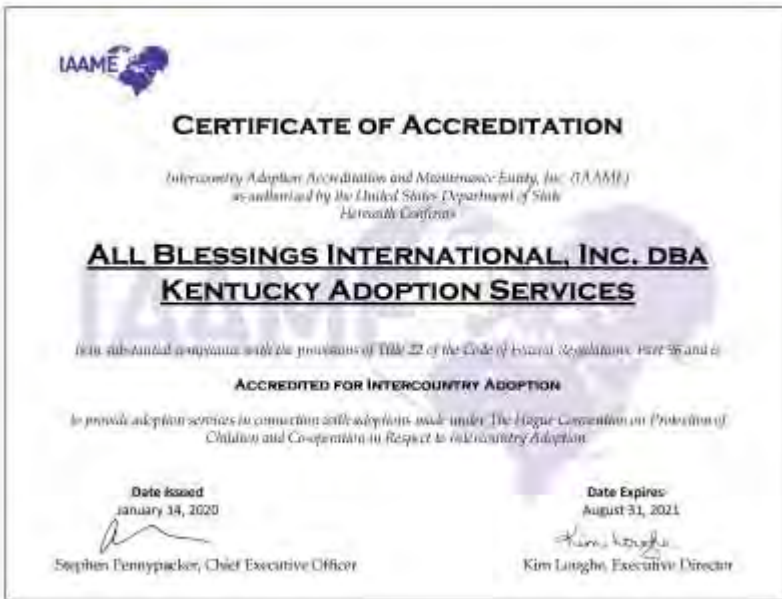 IAAME
CERTIFICATE OF ACCREDITATION
Intercountry Adoption Accreditation and Maintenance Entity, Inc. (IAAME)
as authorized by the United States Department of State
Herewith Confirms
ALL BLESSINGS INTERNATIONAL, INC. DBA
KENTUCKY ADOPTION SERVICES
is in substantial compliance with the provisions of Title 22 of the Code of Federal Regulations, Part 96 and is
ACCREDITED FOR INTERCOUNTRY ADOPTION
to provide adoption services in connection with adoptions made under The Hague Convention on Protection of
Children and Co-operation in Respect to Intercountry Adoption.
Date Issued
January 14, 2020
Stephen Pennypacker, Chief Executive Officer
Date Expires
August 31, 2021
Kim Loughe, Executive Director